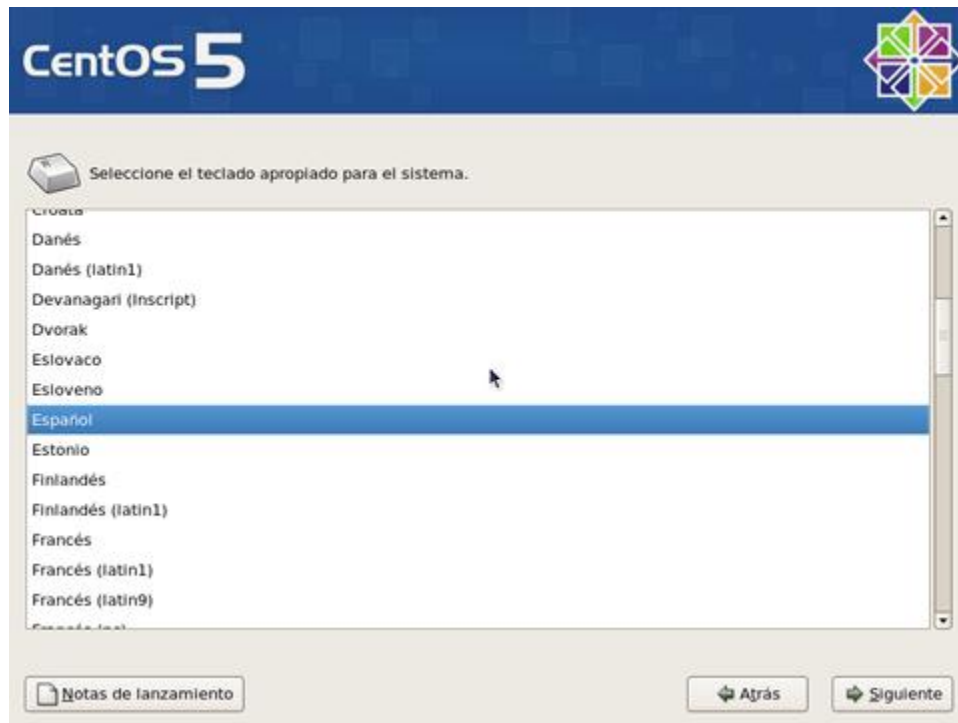 CentOS 5
Seleccione el teclado apropiado para el sistema.
Croata
Danés
Danés (latin1)
Devanagari (Inscript)
Dvorak
Eslovaco
Esloveno
Español
Estonio
Finlandés
Finlandés (latin1)
Francés
Francés (latin1)
Francés (latin9)
Notas de lanzamiento
Atrás
Siguiente